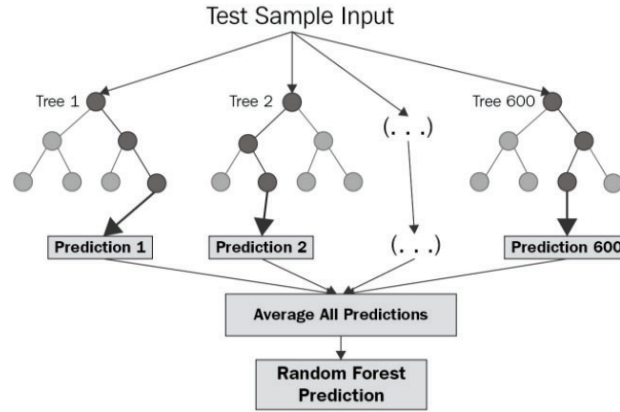 Test Sample Input
Tree 1
Tree 2
Tree 600
(. . .)
Prediction 1
Prediction 2
(. . .)
Prediction 600
Average All Predictions
Random Forest
Prediction